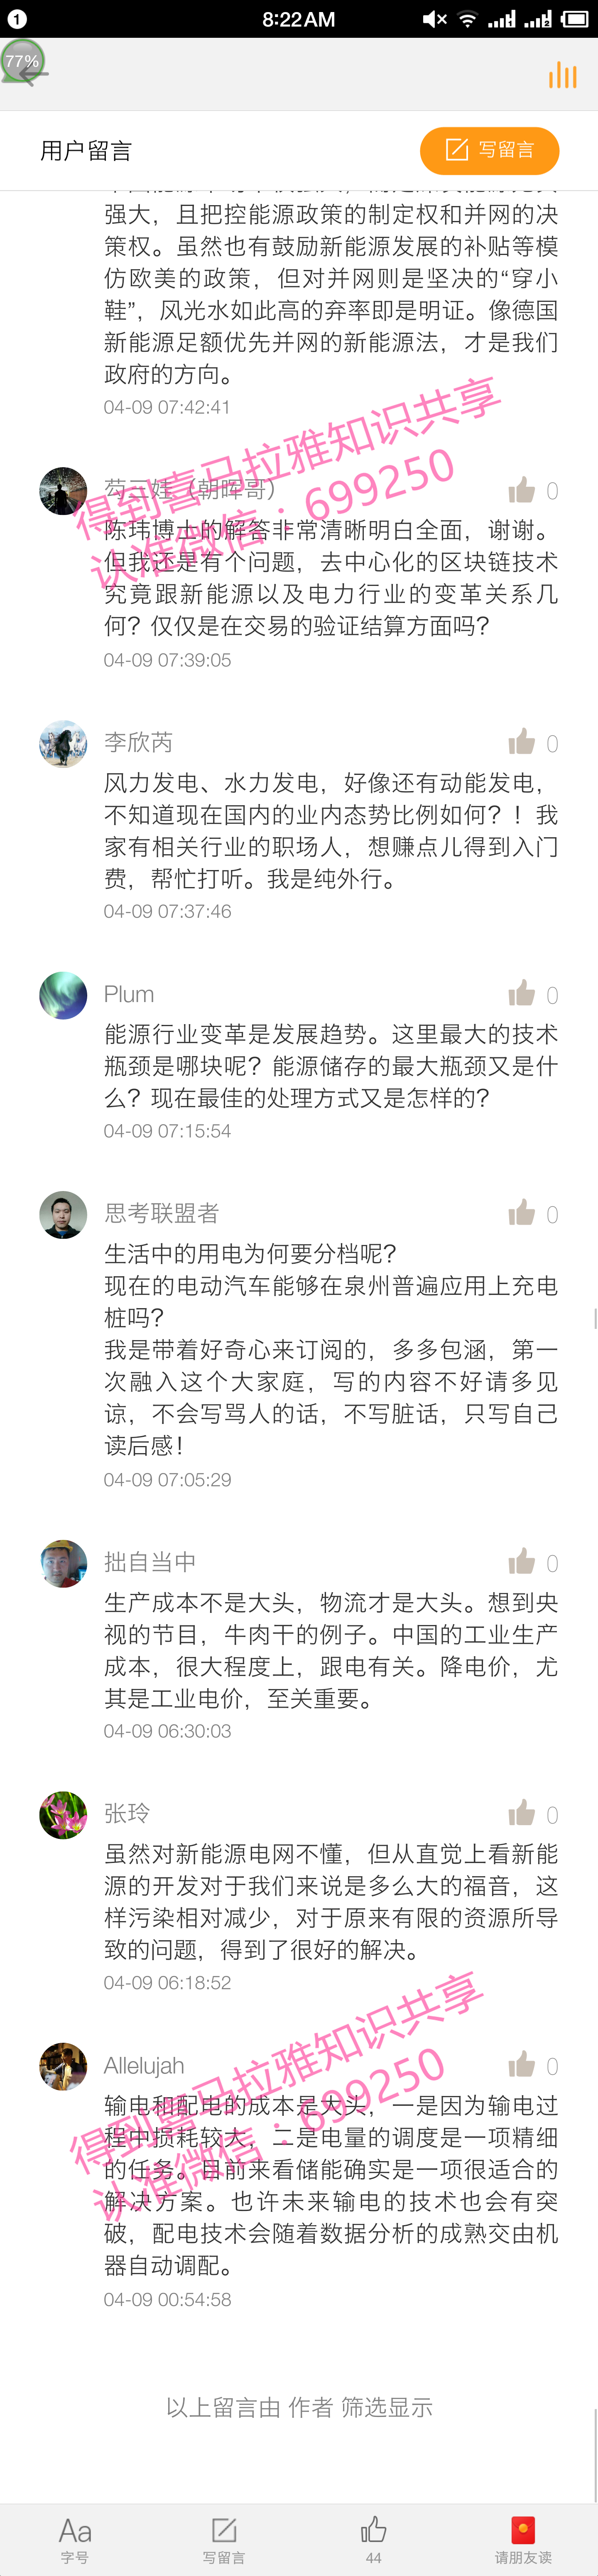 1
8:22AM
2
77%
用户留言
写留言
强大，且把控能源政策的制定权和并网的决
策权。虽然也有鼓励新能源发展的补贴等模
仿欧美的政策，但对并网则是坚决的“穿小
鞋”，风光水如此高的弃率即是明证。像德国
新能源足额优先并网的新能源法，才是我们
政府的方向。
04-09 07:42:41
得到喜马拉雅知识共享
认准微信：699250
芶三娃（朝晖哥）
0
陈玮博士的解答非常清晰明白全面，谢谢。
但我还是有个问题，去中心化的区块链技术
究竟跟新能源以及电力行业的变革关系几
何？仅仅是在交易的验证结算方面吗？
04-09 07:39:05
李欣芮
0
风力发电、水力发电，好像还有动能发电，
不知道现在国内的业内态势比例如何？！我
家有相关行业的职场人，想赚点儿得到入门
费，帮忙打听。我是纯外行。
04-09 07:37:46
Plum
0
能源行业变革是发展趋势。这里最大的技术
瓶颈是哪块呢？能源储存的最大瓶颈又是什
么？现在最佳的处理方式又是怎样的？
04-09 07:15:54
思考联盟者
0
生活中的用电为何要分档呢？
现在的电动汽车能够在泉州普遍应用上充电
桩吗？
我是带着好奇心来订阅的，多多包涵，第一
次融入这个大家庭，写的内容不好请多见
谅，不会写骂人的话，不写脏话，只写自己
读后感！
04-09 07:05:29
拙自当中
0
生产成本不是大头，物流才是大头。想到央
视的节目，牛肉干的例子。中国的工业生产
成本，很大程度上，跟电有关。降电价，尤
其是工业电价，至关重要。
04-09 06:30:03
张玲
0
虽然对新能源电网不懂，但从直觉上看新能
源的开发对于我们来说是多么大的福音，这
样污染相对减少，对于原来有限的资源所导
致的问题，得到了很好的解决。
04-09 06:18:52
得到喜马拉雅知识共享
认准微信：699250
Allelujah
0
输电和配电的成本是大头，一是因为输电过
程中损耗较大，二是电量的调度是一项精细
的任务。目前来看储能确实是一项很适合的
解决方案。也许未来输电的技术也会有突
破，配电技术会随着数据分析的成熟交由机
器自动调配。
04-09 00:54:58
以上留言由 作者 筛选显示
Aa
字号
写留言
44
请朋友读